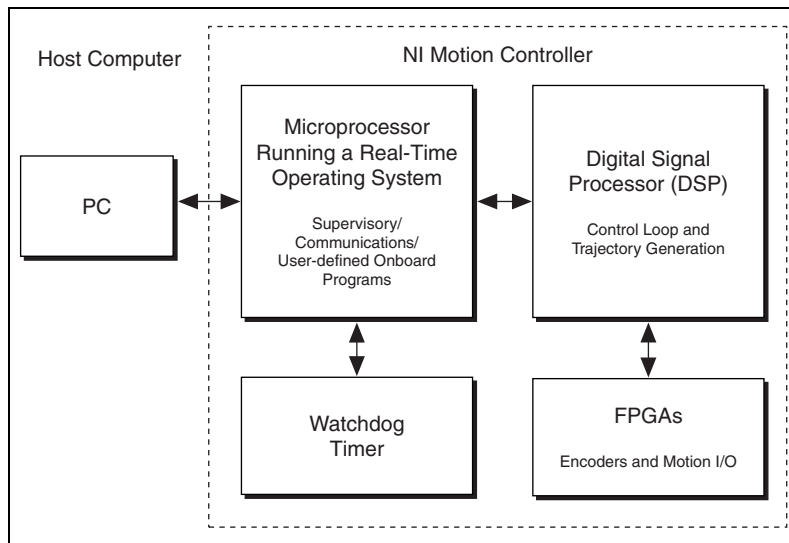 Host Computer
NI Motion Controller
PC
Microprocessor
Running a Real-Time
Operating System
Supervisory/
Communications/
User-defined Onboard
Programs
Digital Signal
Processor (DSP)
Control Loop and
Trajectory Generation
Watchdog
Timer
FPGAs
Encoders and Motion I/O